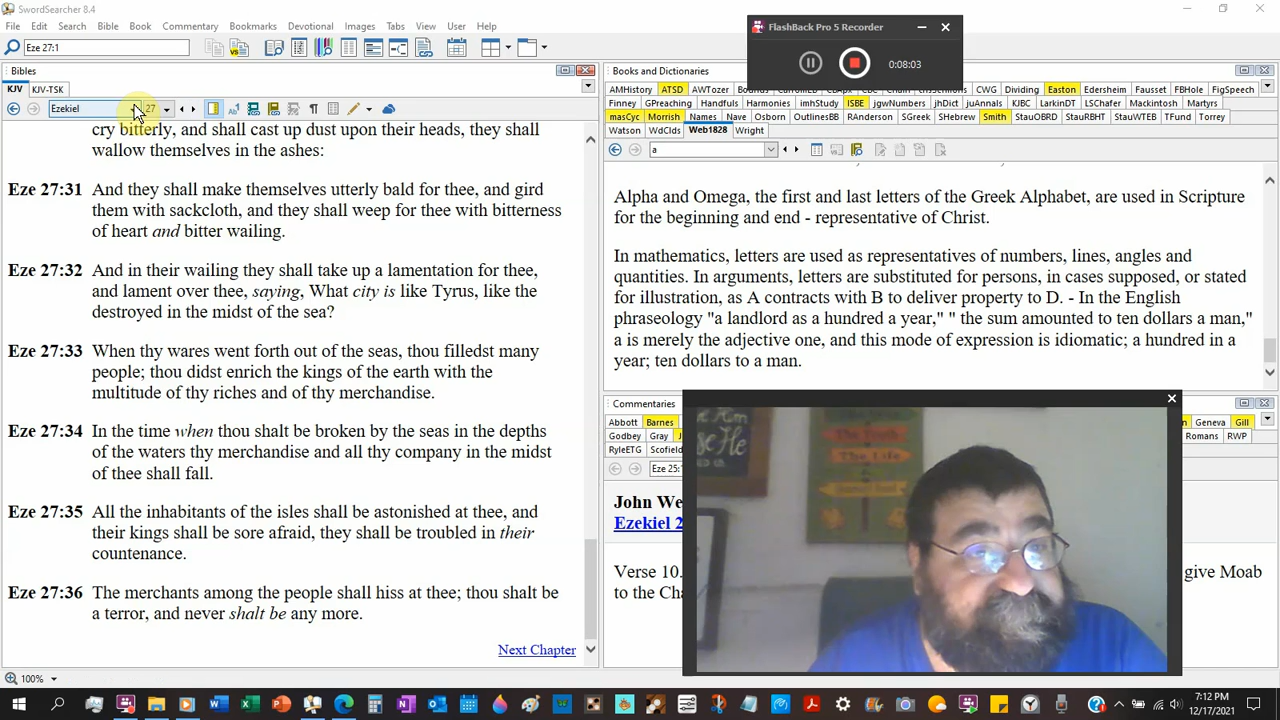 SwordSearcher 8.4
File Edit Search Bible Book Commentary Bookmarks Devotional Images Tabs View User Help
Eze 27:1
FlashBack Pro 5 Recorder
0:08:03
Bibles
KJV KJV-TSK
Ezekiel 27
cry bitterly, and shall cast up dust upon their heads, they shall
wallow themselves in the ashes:
Eze 27:31 And they shall make themselves utterly bald for thee, and gird
them with sackcloth, and they shall weep for thee with bitterness
of heart and bitter wailing.
Eze 27:32 And in their wailing they shall take up a lamentation for thee,
and lament over thee, saying, What city is like Tyrus, like the
destroyed in the midst of the sea?
Eze 27:33 When thy wares went forth out of the seas, thou filledst many
people; thou didst enrich the kings of the earth with the
multitude of thy riches and of thy merchandise.
Eze 27:34 In the time when thou shalt be broken by the seas in the depths
of the waters thy merchandise and all thy company in the midst
of thee shall fall.
Eze 27:35 All the inhabitants of the isles shall be astonished at thee, and
their kings shall be sore afraid, they shall be troubled in their
countenance.
Eze 27:36 The merchants among the people shall hiss at thee; thou shalt be
a terror, and never shalt be any more.
Next Chapter
100%
Books and Dictionaries
AMHistory ATSD AWTozer CWG Dividing Easton Edersheim Fausset FBHole FigSpeech
Finney GPreaching Handfuls imhStudy ISBE jgwNumbers jhDict juAnnals KJBC LarkinDT LSChafer Mackintosh Martyrs
masCyc Morrish Names Nave Osborn OutlinesBB RAnderson SGreek SHebrew Smith StauOBRD StauRBHT StauWEBT TFund Torrey
Watson WdClds Web1828 Wright
a
Alpha and Omega, the first and last letters of the Greek Alphabet, are used in Scripture
for the beginning and end - representative of Christ.
In mathematics, letters are used as representatives of numbers, lines, angles and
quantities. In arguments, letters are substituted for persons, in cases supposed, or stated
for illustration, as A contracts with B to deliver property to D. - In the English
phraseology "a landlord as a hundred a year," " the sum amounted to ten dollars a man,"
a is merely the adjective one, and this mode of expression is idiomatic; a hundred in a
year; ten dollars to a man.
Commentaries
Abbott Barnes Geneva Gill
Godbey Gray Romans RWP
RyleETG Scofield
Eze 25:
John We
Ezekiel 2
Verse 10. give Moab
to the Cha
The Truth
The Life
7:12 PM
12/17/2021